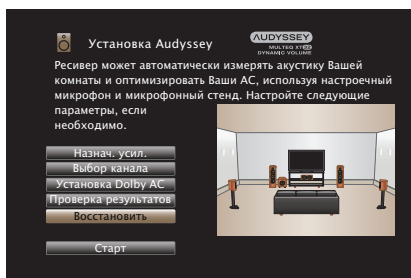 Установка Audyssey
AUDYSSEY
MULTEQ XT32
DYNAMIC VOLUME
Ресивер может автоматически измерять акустику Вашей
комнаты и оптимизировать Ваши АС, используя настроечный
микрофон и микрофонный стенд. Настройте следующие
параметры, если
необходимо.
Назнач. усил.
Выбор канала
Установка Dolby АС
Проверка результатов
Восстановить
Старт